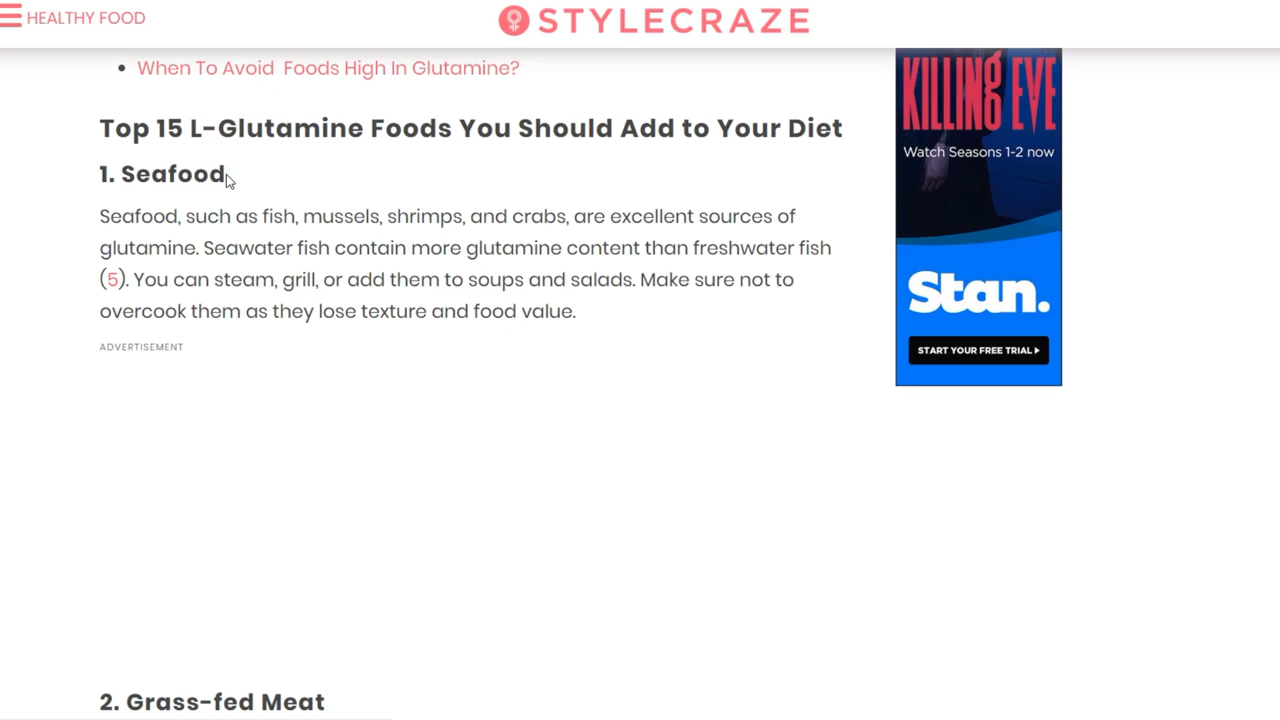 HEALTHY FOOD
STYLECRAZE
When To Avoid Foods High In Glutamine?
Top 15 L-Glutamine Foods You Should Add to Your Diet
1. Seafood
Seafood, such as fish, mussels, shrimps, and crabs, are excellent sources of
glutamine. Seawater fish contain more glutamine content than freshwater fish
(5). You can steam, grill, or add them to soups and salads. Make sure not to
overcook them as they lose texture and food value.
ADVERTISEMENT
2. Grass-fed Meat
KILLING EVE
Watch Seasons 1-2 now
Stan.
START YOUR FREE TRIAL